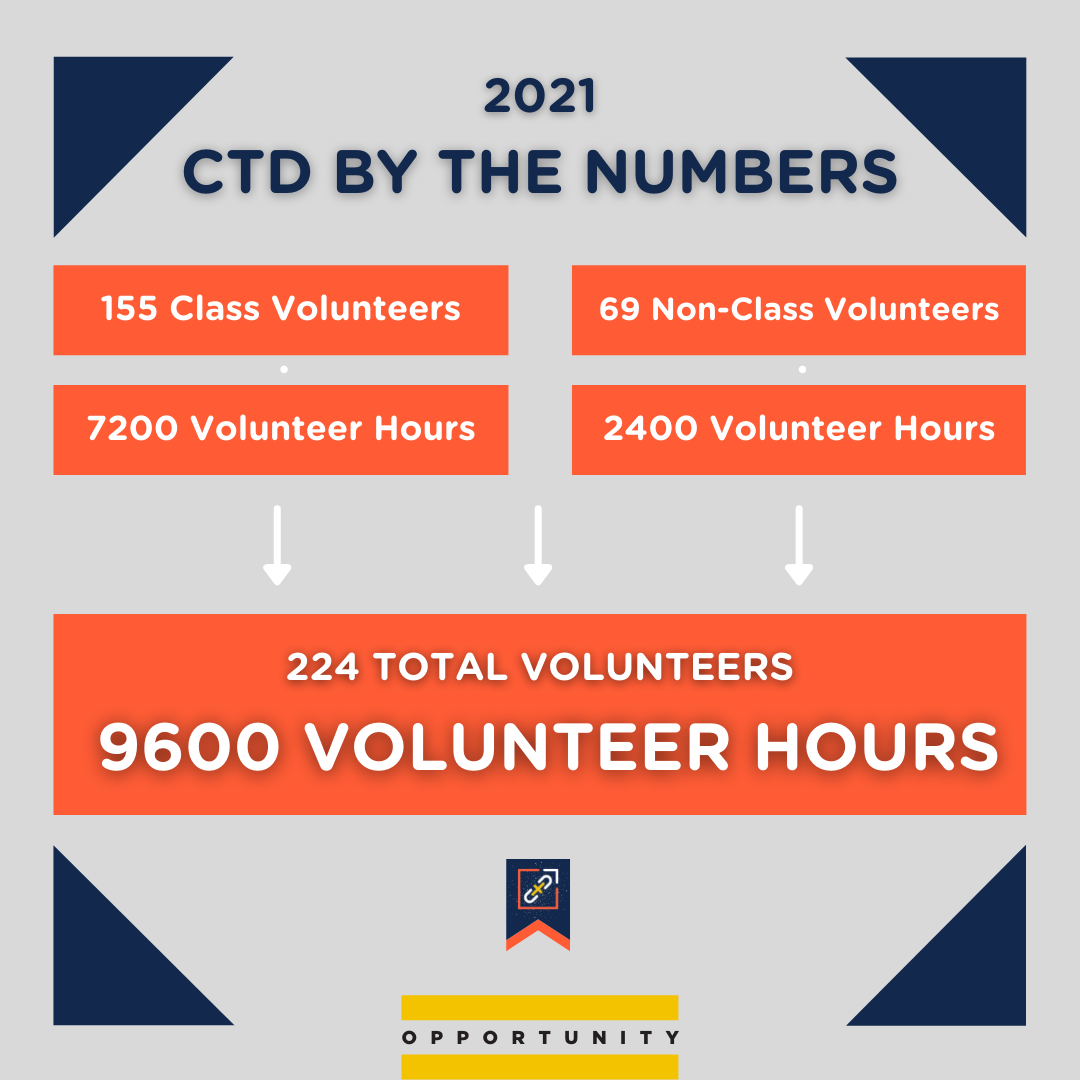 2021
CTD BY THE NUMBERS
155 Class Volunteers
69 Non-Class Volunteers
7200 Volunteer Hours
2400 Volunteer Hours
224 TOTAL VOLUNTEERS
9600 VOLUNTEER HOURS
OPPORTUNITY